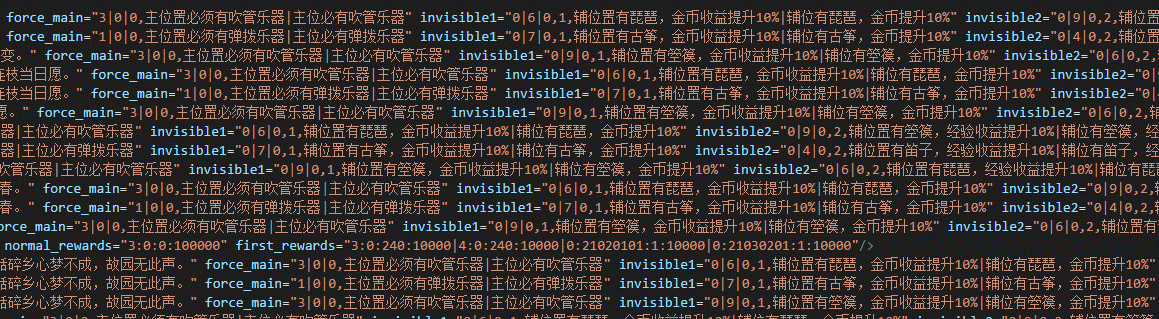 force_main="3|0|0,主位置必须有吹管乐器|主位必有吹管乐器" invisible1="0|6|0,1,辅位置有琵琶，金币收益提升10%|辅位有琵琶，金币提升10%" invisible2="0|9|0,2,辅位置
force_main="1|0|0,主位置必须有弹拨乐器|主位必有弹拨乐器" invisible1="0|7|0,1,辅位置有古筝，金币收益提升10%|辅位有古筝，金币提升10%" invisible2="0|4|0,2,辅位置
变。" force_main="3|0|0,主位置必须有吹管乐器|主位必有吹管乐器" invisible1="0|9|0,1,辅位置有箜篌，金币收益提升10%|辅位有箜篌，金币提升10%" invisible2="0|6|0,2,
技当日愿。" force_main="3|0|0,主位置必须有吹管乐器|主位必有吹管乐器" invisible1="0|6|0,1,辅位置有琵琶，金币收益提升10%|辅位有琵琶，金币提升10%" invisible2="0|9
技当日愿。" force_main="1|0|0,主位置必须有弹拨乐器|主位必有弹拨乐器" invisible1="0|7|0,1,辅位置有古筝，金币收益提升10%|辅位有古筝，金币提升10%" invisible2="0|4
愿。" force_main="3|0|0,主位置必须有吹管乐器|主位必有吹管乐器" invisible1="0|9|0,1,辅位置有箜篌，金币收益提升10%|辅位有箜篌，金币提升10%" invisible2="0|6|0,2,
器|主位必有吹管乐器" invisible1="0|6|0,1,辅位置有琵琶，金币收益提升10%|辅位有琵琶，金币提升10%" invisible2="0|9|0,2,辅位置有箜篌，经验收益提升10%|辅位有箜篌，经
器|主位必有弹拨乐器" invisible1="0|7|0,1,辅位置有古筝，金币收益提升10%|辅位有古筝，金币提升10%" invisible2="0|4|0,2,辅位置有笛子，经验收益提升10%|辅位有笛子，经
吹管乐器|主位必有吹管乐器" invisible1="0|9|0,1,辅位置有箜篌，金币收益提升10%|辅位有箜篌，金币提升10%" invisible2="0|6|0,2,辅位置有琵琶，经验收益提升10%|辅位有琵琶
春。" force_main="3|0|0,主位置必须有吹管乐器|主位必有吹管乐器" invisible1="0|6|0,1,辅位置有琵琶，金币收益提升10%|辅位有琵琶，金币提升10%" invisible2="0|9|0,2,辅
春。" force_main="1|0|0,主位置必须有弹拨乐器|主位必有弹拨乐器" invisible1="0|7|0,1,辅位置有古筝，金币收益提升10%|辅位有古筝，金币提升10%" invisible2="0|4|0,2,辅
force_main="3|0|0,主位置必须有吹管乐器|主位必有吹管乐器" invisible1="0|9|0,1,辅位置有箜篌，金币收益提升10%|辅位有箜篌，金币提升10%" invisible2="0|6|0,2,辅位置
normal_rewards="3:0:0:100000" first_rewards="3:0:240:10000|4:0:240:10000|0:21020101:1:10000|0:21030201:1:10000"/>
碎乡心梦不成，故园无此声。" force_main="3|0|0,主位置必须有吹管乐器|主位必有吹管乐器" invisible1="0|6|0,1,辅位置有琵琶，金币收益提升10%|辅位有琵琶，金币提升10%"
碎乡心梦不成，故园无此声。" force_main="1|0|0,主位置必须有弹拨乐器|主位必有弹拨乐器" invisible1="0|7|0,1,辅位置有古筝，金币收益提升10%|辅位有古筝，金币提升10%"
碎乡心梦不成，故园无此声。" force_main="3|0|0,主位置必须有吹管乐器|主位必有吹管乐器" invisible1="0|9|0,1,辅位置有箜篌，金币收益提升10%|辅位有箜篌，金币提升10%"